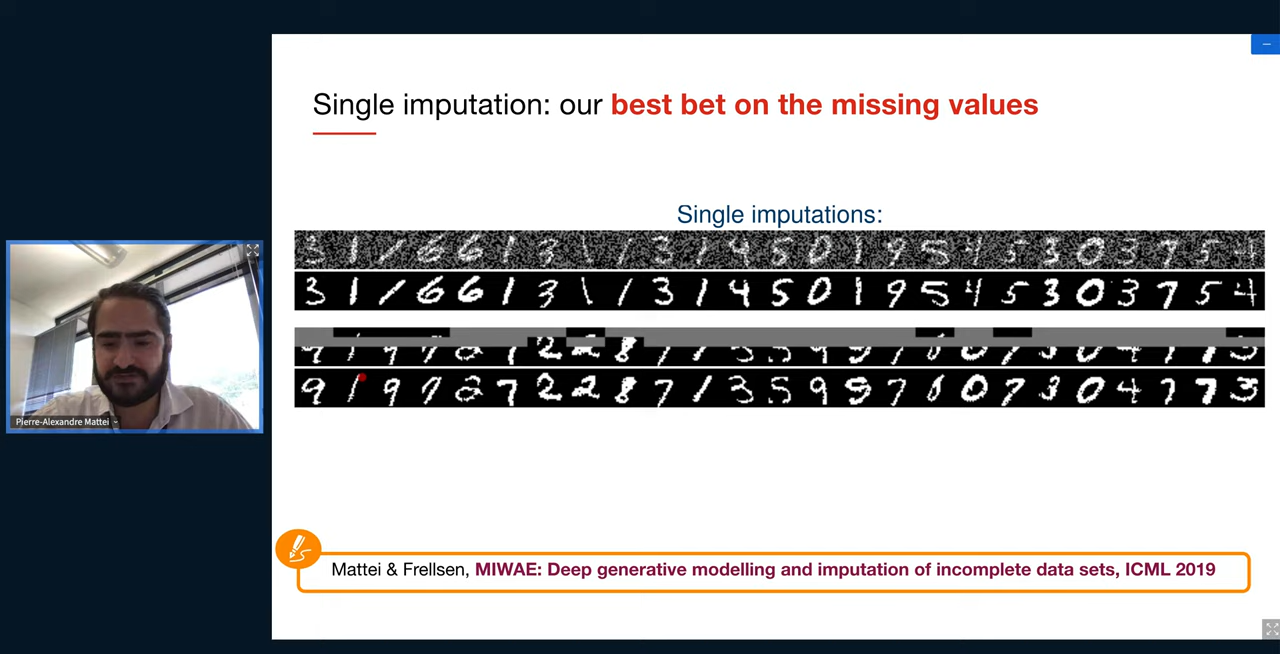 Single imputation: our best bet on the missing values
Single imputations:
3 1 / 6 6 1 3 1 / 3 1 4 5 0 1 9 5 4 5 3 0 3 7 5 4
9 1 9 7 2 7 2 2 8 7 1 3 5 9 9 7 0 7 3 0 4 7 7 3
Pierre-Alexandre Mattei
Mattei & Frellsen, MIWAE: Deep generative modelling and imputation of incomplete data sets, ICML 2019